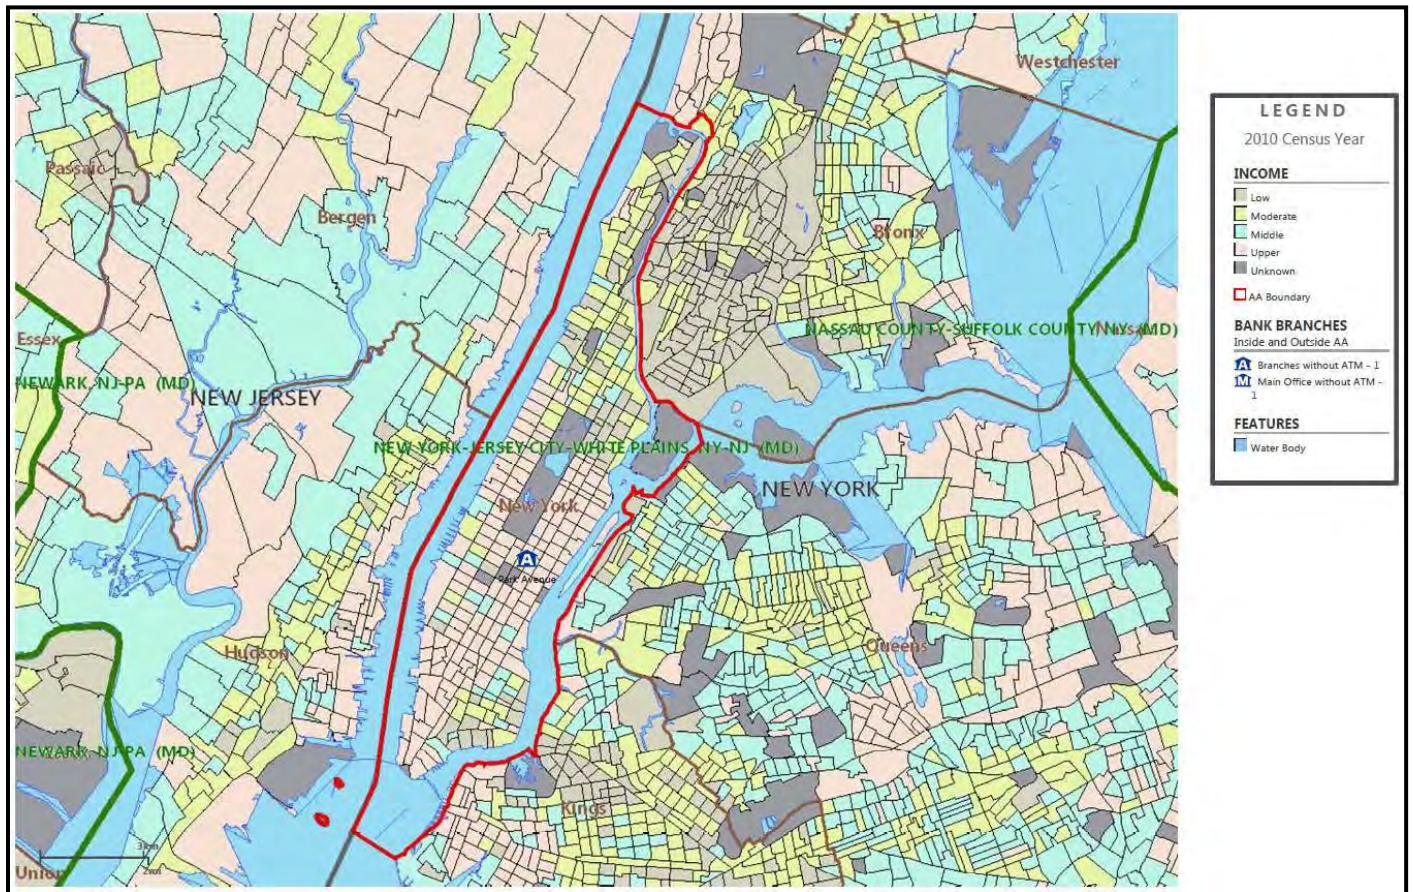 Westchester
Passaic
Bergen
Bronx
NASSAU COUNTY-SUFFOLK COUNTY NY (MD)
Essex
NEWARK, NJ-PA (MD)
NEW JERSEY
NEW YORK-JERSEY-CITY-WHITE PLAINS, NY-NJ (MD)
NEW YORK
New York
Park Avenue
Hudson
Queens
NEWARK, NJ-PA (MD)
Kings
3km
2mi
Union
LEGEND
2010 Census Year
INCOME
Low
Moderate
Middle
Upper
Unknown
AA Boundary
BANK BRANCHES
Inside and Outside AA
A Branches without ATM - 1
M Main Office without ATM -
1
FEATURES
Water Body